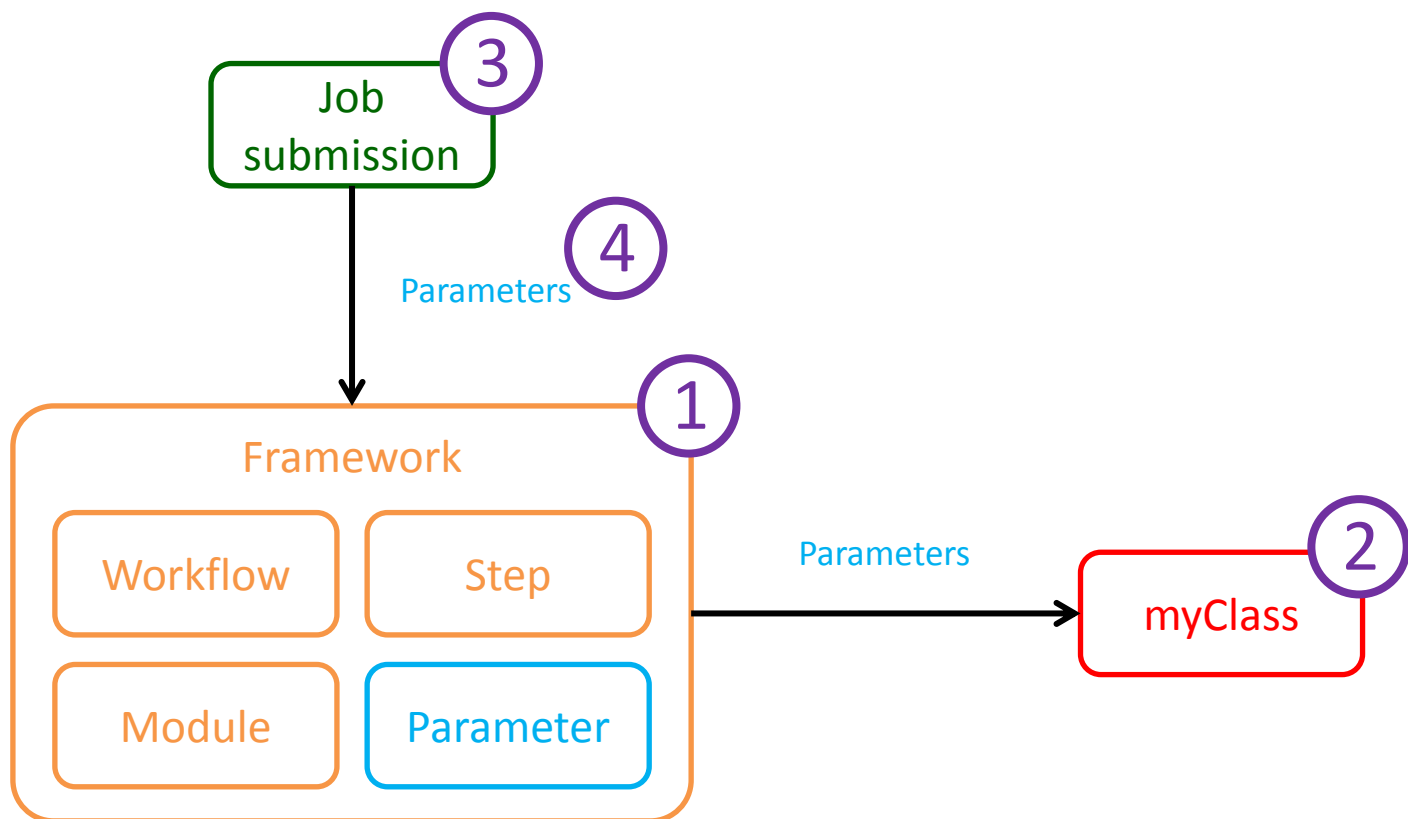 3
Job
submission
4
Parameters
1
Framework
Workflow
Step
Parameters
2
myClass
Module
Parameter